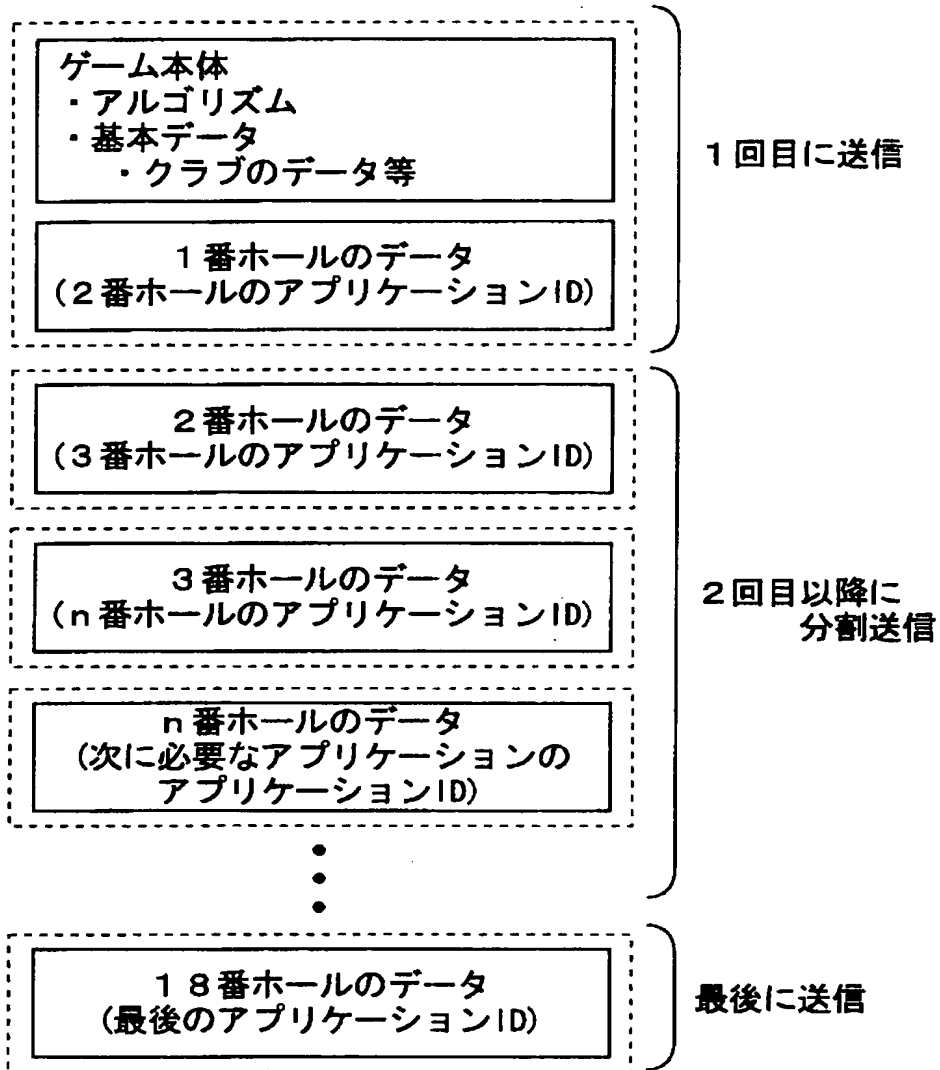 ゲーム本体
・アルゴリズム
・基本データ
・クラブのデータ等
1番ホールのデータ
(2番ホールのアプリケーションID)
1回目に送信
2番ホールのデータ
(3番ホールのアプリケーションID)
3番ホールのデータ
(n番ホールのアプリケーションID)
n番ホールのデータ
(次に必要なアプリケーションの
アプリケーションID)
2回目以降に
分割送信
18番ホールのデータ
(最後のアプリケーションID)
最後に送信